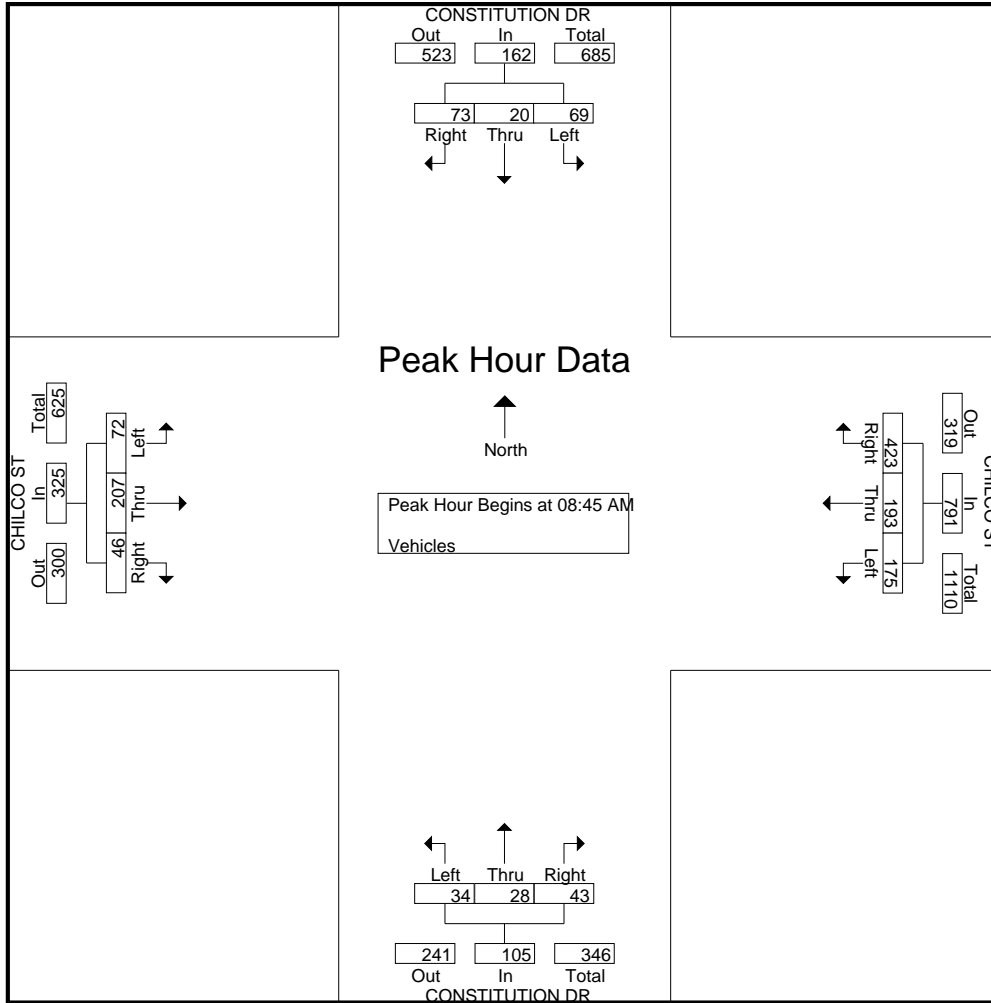 CONSTITUTION DR
Out In Total
523 162 685
73 20 69
Right Thru Left
Peak Hour Data
North
Peak Hour Begins at 08:45 AM
Vehicles
CHILCO ST
Total In Out
625 325 300
72 207 46
Left Thru Right
CHILCO ST
Out In Total
319 791 1110
423 193 175
Right Thru Left
Left Thru Right
34 28 43
241 105 346
Out In Total
CONSTITUTION DR